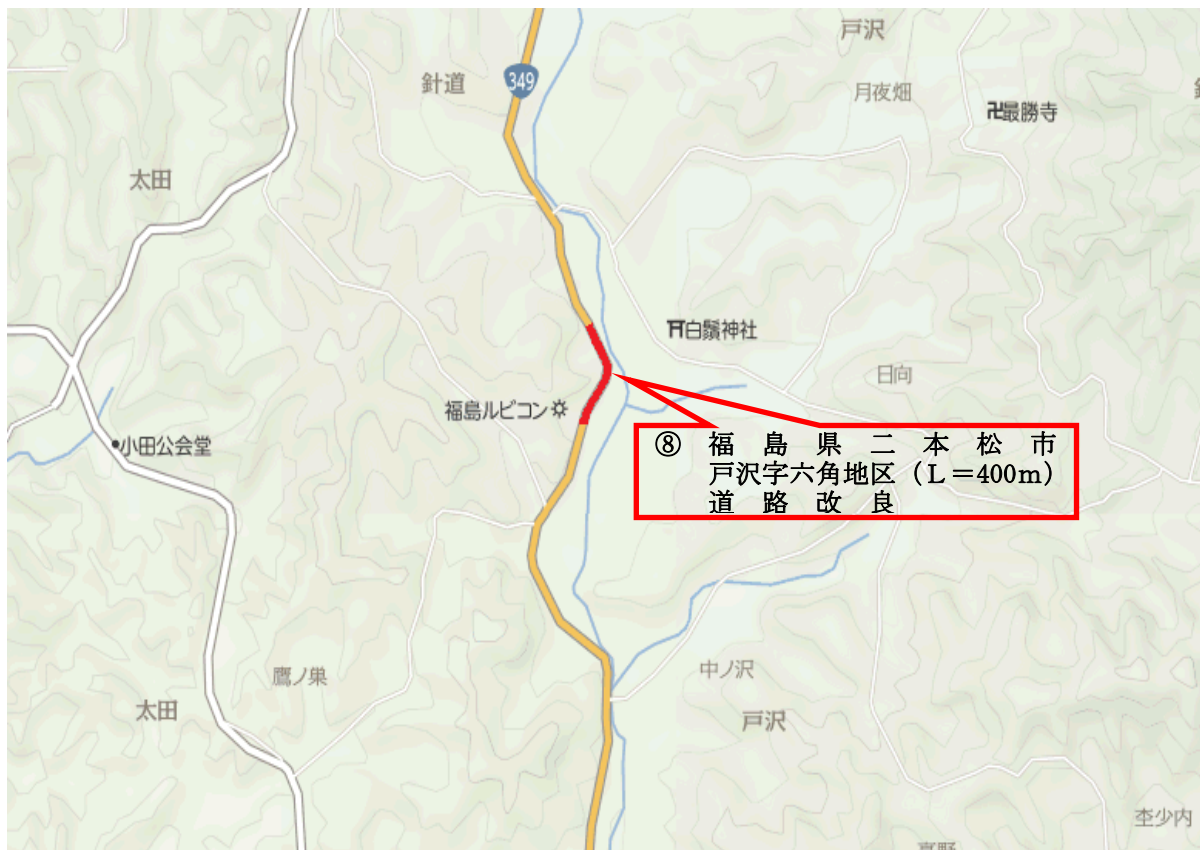 戸沢
針道
349
月夜畑
卍最勝寺
太田
白鬚神社
日向
福島ルビコン
小田公会堂
⑧ 福島県二本松市
戸沢字六角地区（L＝400m）
道路改良
中ノ沢
鷹ノ巣
太田
戸沢
杢少内